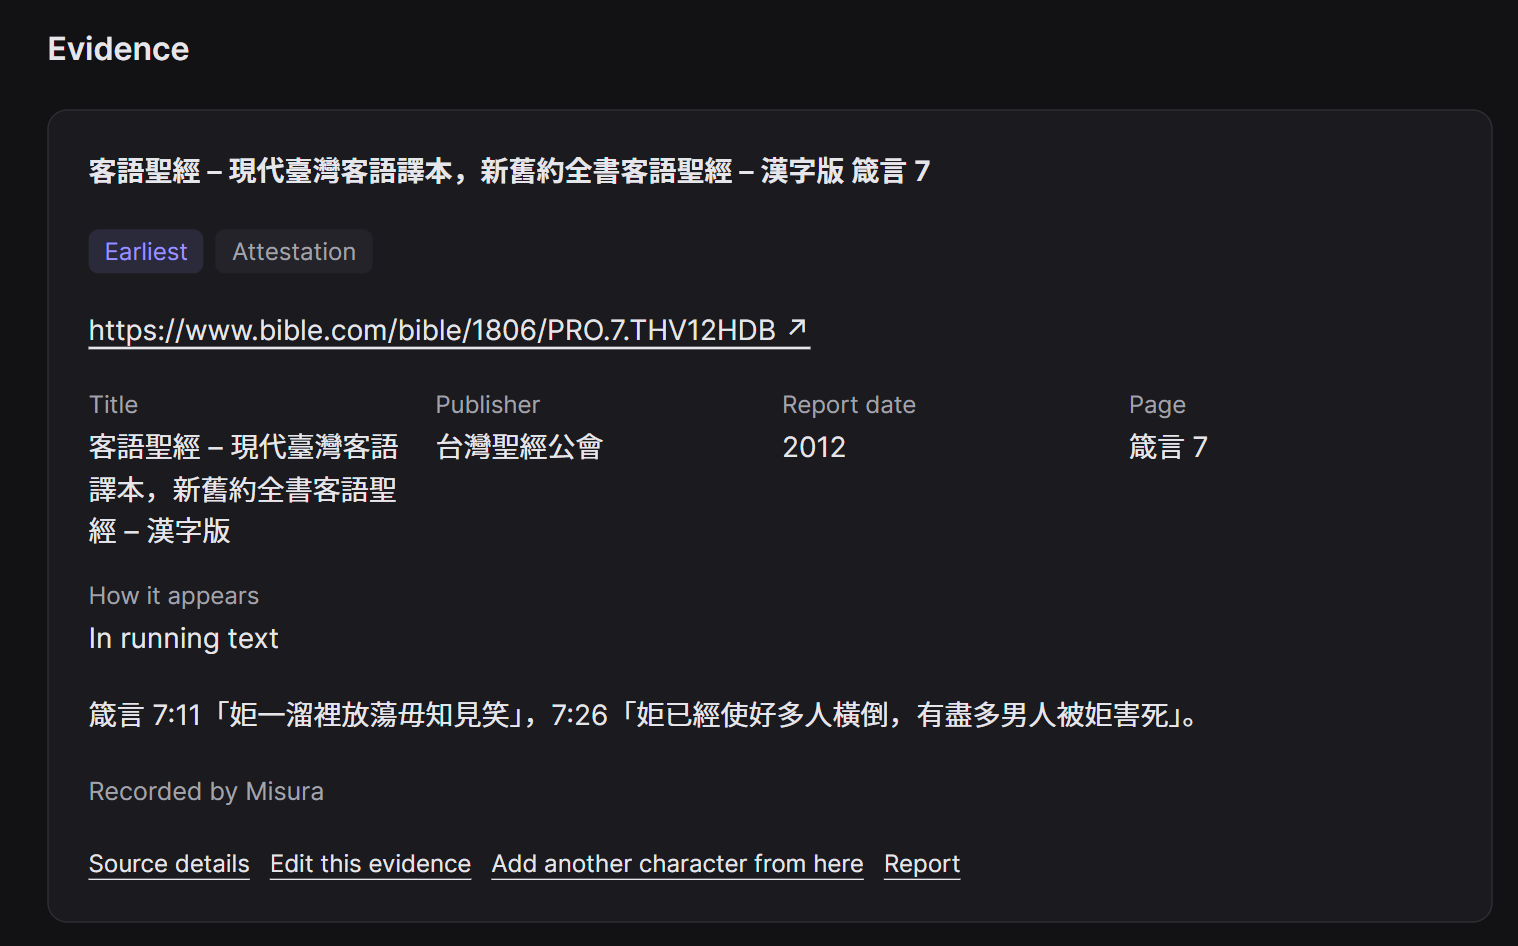 Evidence
客語聖經 – 現代臺灣客語譯本，新舊約全書客語聖經 – 漢字版 箴言 7
Earliest Attestation
https://www.bible.com/bible/1806/PRO.7.THV12HDB ↗
Title Publisher Report date Page
客語聖經 – 現代臺灣客語 台灣聖經公會 2012 箴言 7
譯本，新舊約全書客語聖
經 – 漢字版
How it appears
In running text
箴言 7:11「姖一溜裡放蕩毋知見笑」，7:26「姖已經使好多人橫倒，有盡多男人被姖害死」。
Recorded by Misura
Source details Edit this evidence Add another character from here Report